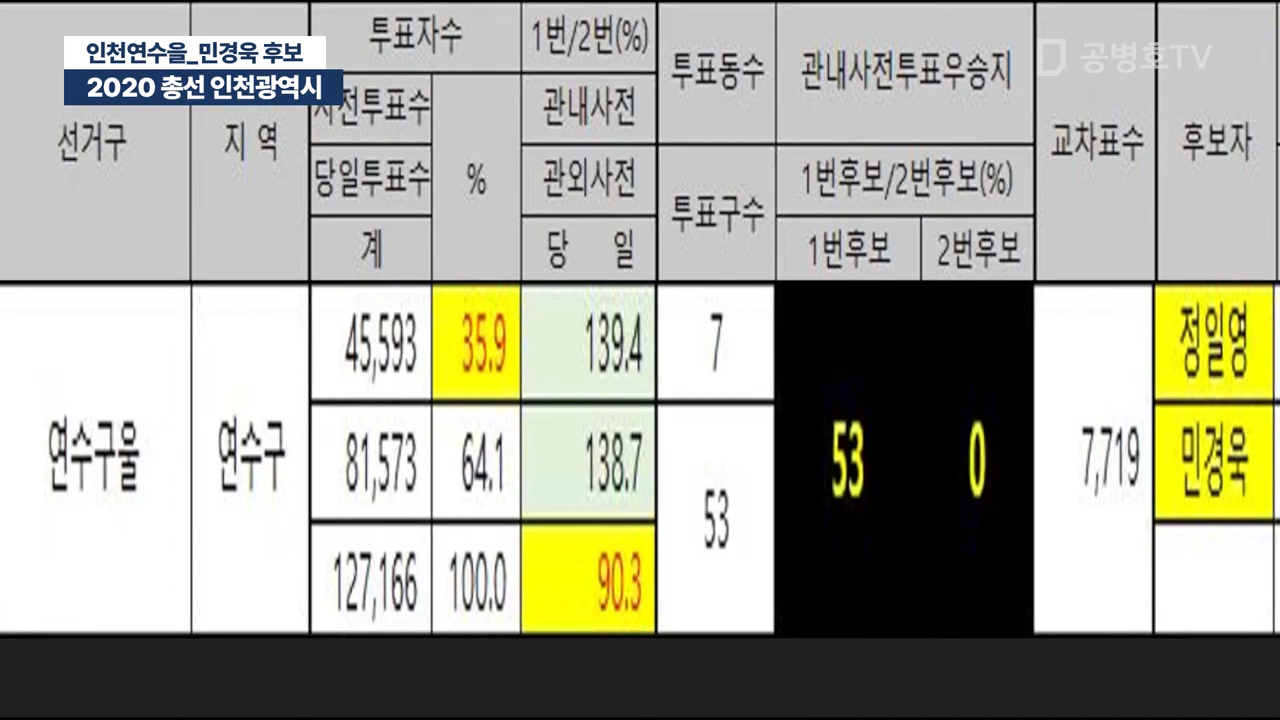 인천연수을_민경욱 후보
2020 총선 인천광역시
공병호TV
선거구
지 역
투표자수
사전투표수
당일투표수
계
%
1번/2번(%)
관내사전
관외사전
당 일
투표동수
투표구수
관내사전투표우승지
1번후보/2번후보(%)
1번후보
2번후보
교차표수
후보자
연수구울
연수구
45,593
35.9
139.4
7
정일영
81,573
64.1
138.7
53
53
0
7,719
민경욱
127,166
100.0
90.3